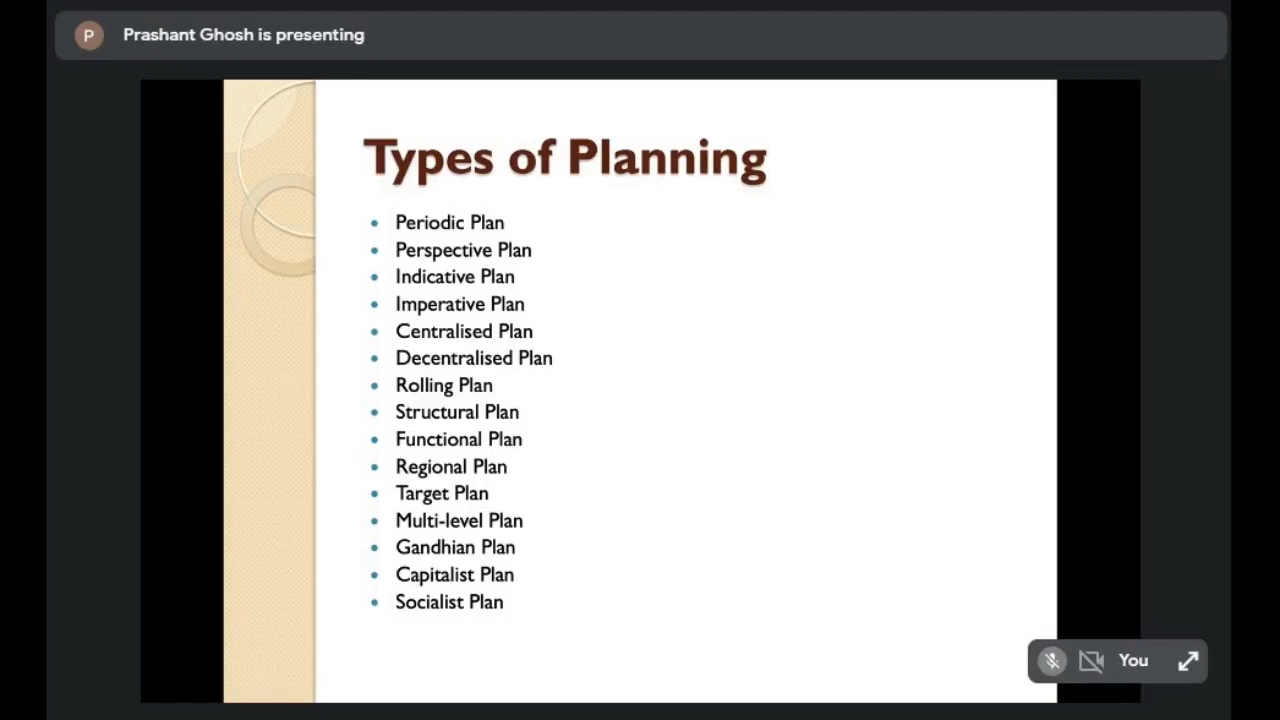 P
Prashant Ghosh is presenting
Types of Planning
Periodic Plan
Perspective Plan
Indicative Plan
Imperative Plan
Centralised Plan
Decentralised Plan
Rolling Plan
Structural Plan
Functional Plan
Regional Plan
Target Plan
Multi-level Plan
Gandhian Plan
Capitalist Plan
Socialist Plan
You